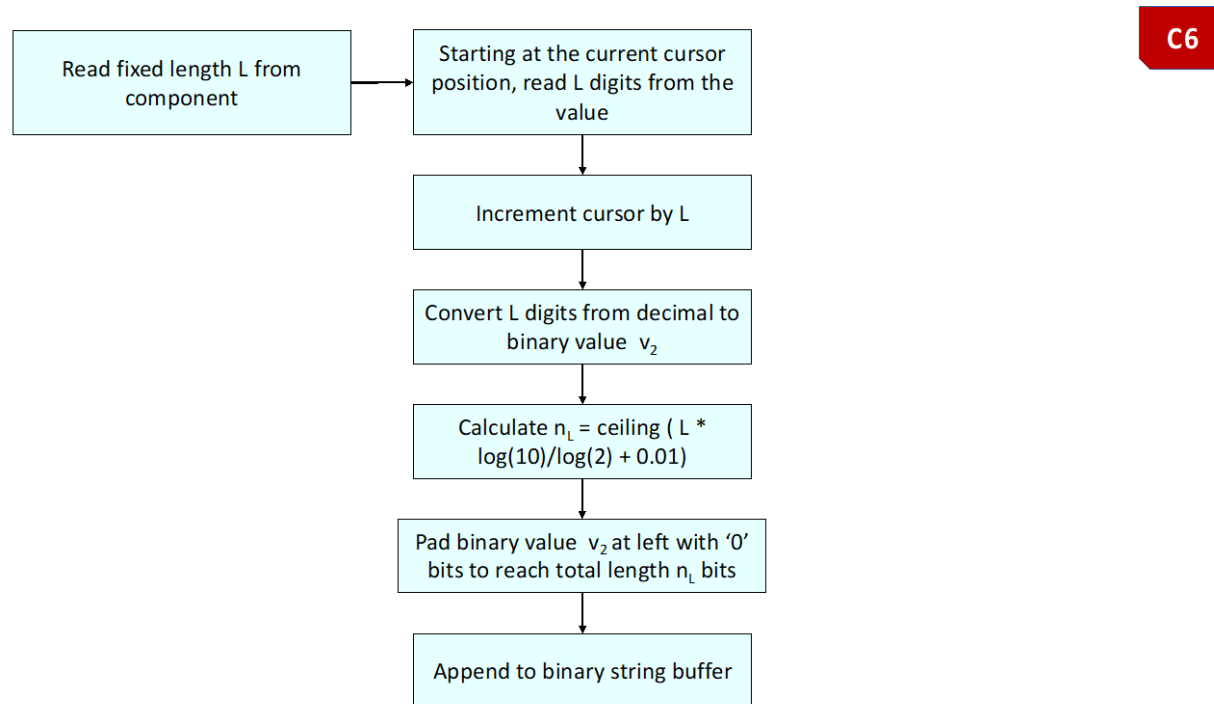 C6
Read fixed length L from
component
Starting at the current cursor
position, read L digits from the
value
Increment cursor by L
Convert L digits from decimal to
binary value v₂
Calculate n_L = ceiling ( L *
log(10)/log(2) + 0.01)
Pad binary value v₂ at left with ‘0’
bits to reach total length n_L bits
Append to binary string buffer